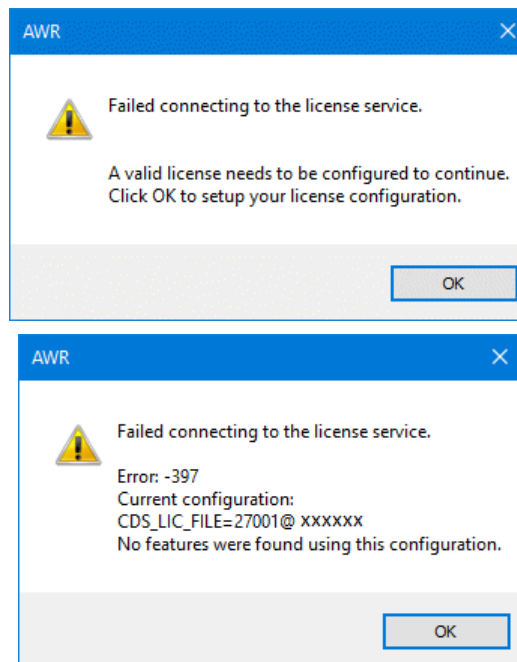 AWR
Failed connecting to the license service.
A valid license needs to be configured to continue.
Click OK to setup your license configuration.
OK
AWR
Failed connecting to the license service.
Error: -397
Current configuration:
CDS_LIC_FILE=27001@ xxxxxx
No features were found using this configuration.
OK